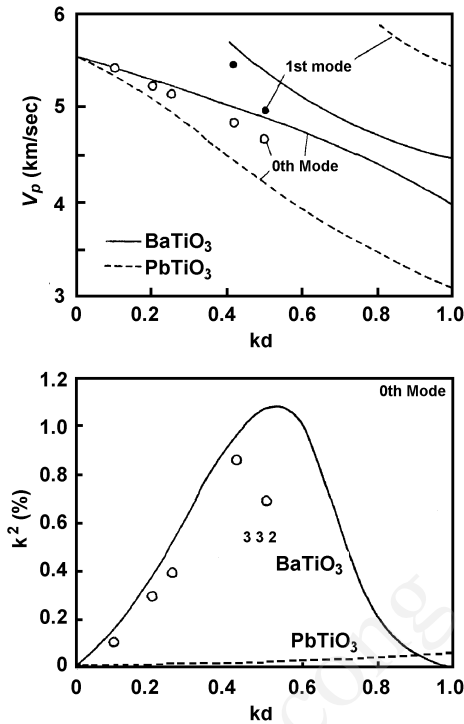 6
5
4
3
V_p (km/sec)
1st mode
0th Mode
BaTiO3
PbTiO3
0 0.2 0.4 0.6 0.8 1.0
kd
1.2
1.0
0.8
0.6
0.4
0.2
0
k^2 (%)
0th Mode
3 3 2
BaTiO3
PbTiO3
0 0.2 0.4 0.6 0.8 1.0
kd
cong